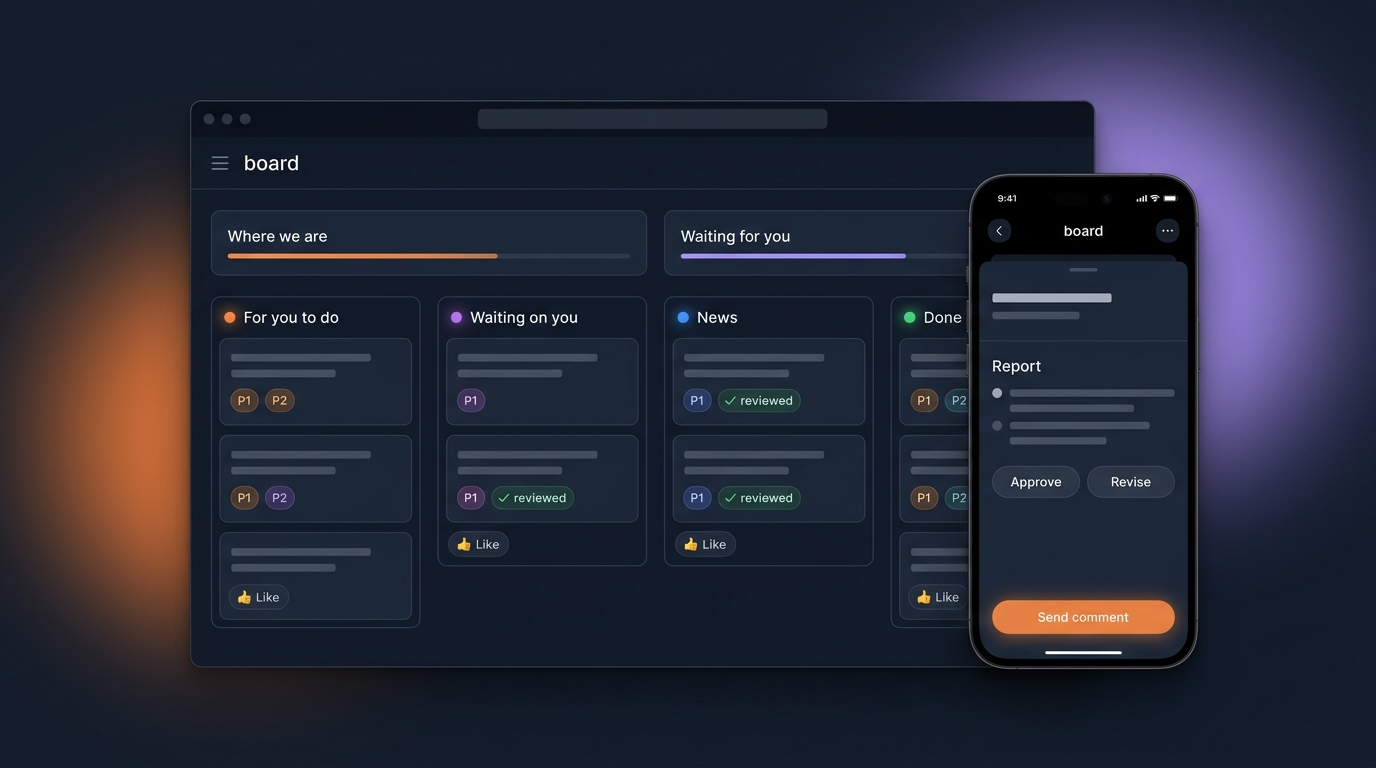 board
Where we are
Waiting for you
For you to do
P1 P2
P1 P2
👍 Like
Waiting on you
P1
P1 ✓ reviewed
👍 Like
News
P1 ✓ reviewed
P1 ✓ reviewed
👍 Like
Done
P1 P2
P1 P2
👍 Like
9:41
board
Report
Approve Revise
Send comment